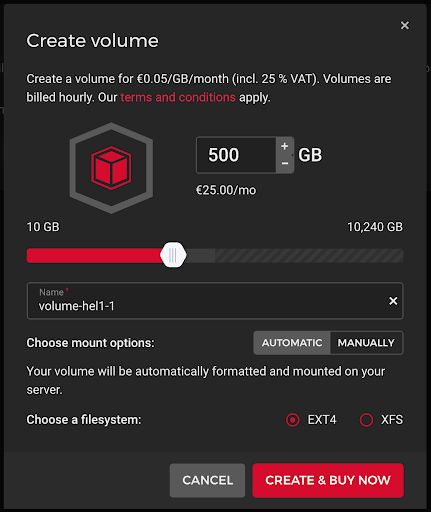 Create volume
×
Create a volume for €0.05/GB/month (incl. 25 % VAT). Volumes are
billed hourly. Our terms and conditions apply.
500 + − GB
€25.00/mo
10 GB 10,240 GB
Name *
volume-hel1-1 ×
Choose mount options: AUTOMATIC MANUALLY
Your volume will be automatically formatted and mounted on your
server.
Choose a filesystem: EXT4 XFS
CANCEL CREATE & BUY NOW